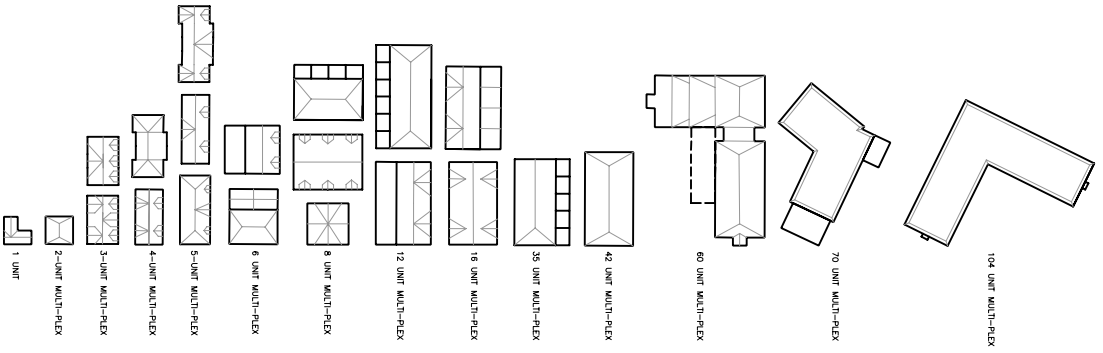 1 UNIT
2-UNIT MULTI-PLEX
3-UNIT MULTI-PLEX
4-UNIT MULTI-PLEX
5-UNIT MULTI-PLEX
6 UNIT MULTI-PLEX
8 UNIT MULTI-PLEX
12 UNIT MULTI-PLEX
16 UNIT MULTI-PLEX
35 UNIT MULTI-PLEX
42 UNIT MULTI-PLEX
60 UNIT MULTI-PLEX
70 UNIT MULTI-PLEX
104 UNIT MULTI-PLEX